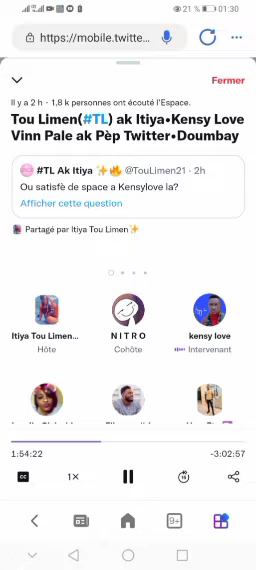 21 % 01:30
https://mobile.twitte...
Fermer
Il y a 2 h · 1,8 k personnes ont écouté l'Espace.
Tou Limen(#TL) ak Itiya•Kensy Love
Vinn Pale ak Pèp Twitter•Doumbay
#TL Ak Itiya ✨🔥 @TouLimen21 · 2h
Ou satisfè de space a Kensylove la?
Afficher cette question
Partagé par Itiya Tou Limen✨
Itiya Tou Limen... N I T R O kensy love
Hôte Cohôte Intervenant
1:54:22 -3:02:57
CC 1× 15
9+